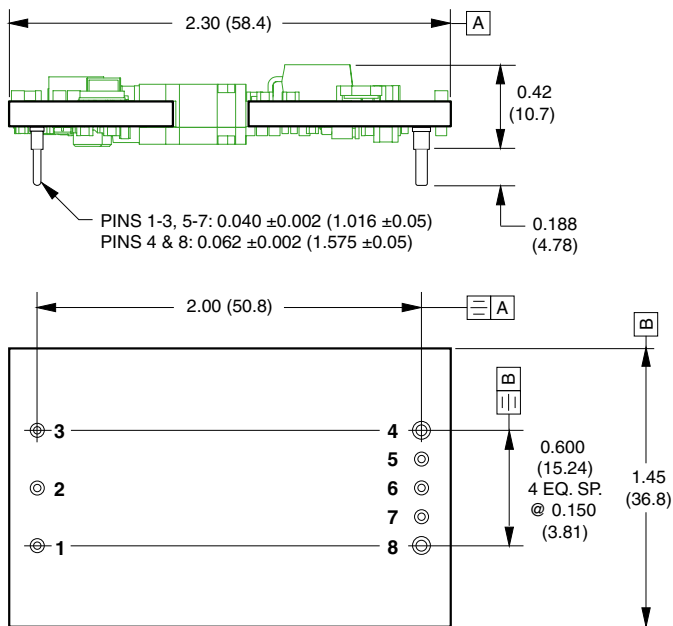 2.30 (58.4)
A
0.42
(10.7)
PINS 1-3, 5-7: 0.040 ±0.002 (1.016 ±0.05)
PINS 4 & 8: 0.062 ±0.002 (1.575 ±0.05)
0.188
(4.78)
2.00 (50.8)
A
B
B
3
4
5
2
6
7
1
8
0.600
(15.24)
4 EQ. SP.
@ 0.150
(3.81)
1.45
(36.8)